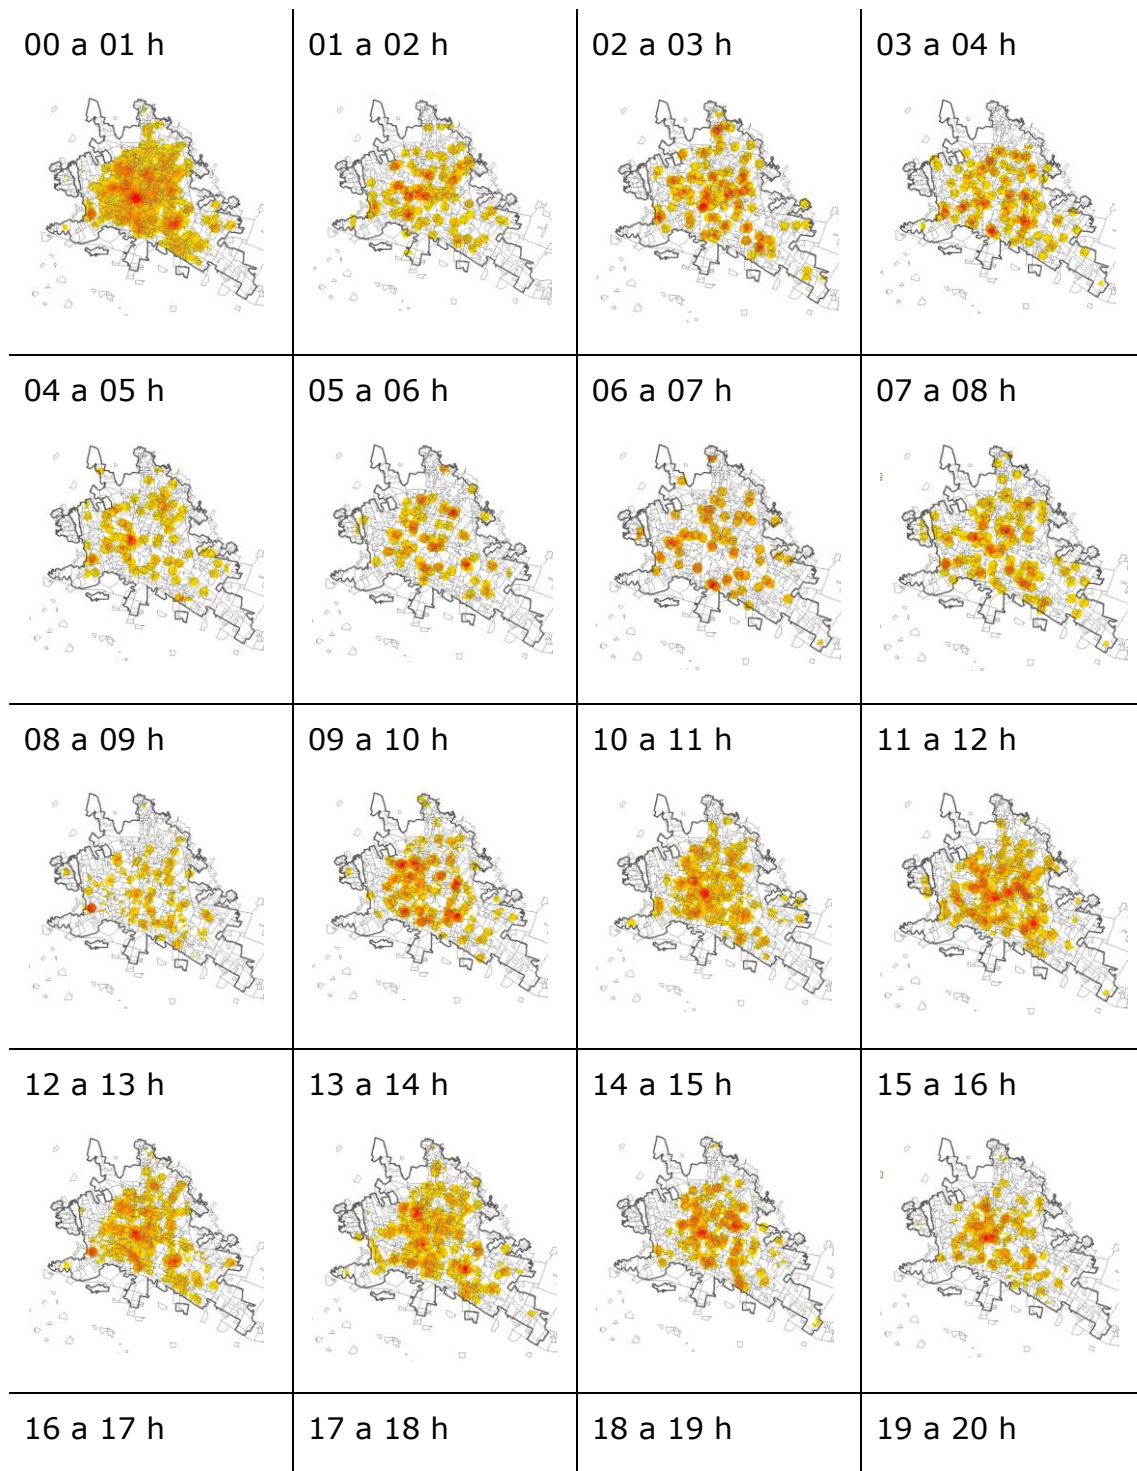 00 a 01 h
01 a 02 h
02 a 03 h
03 a 04 h
04 a 05 h
05 a 06 h
06 a 07 h
07 a 08 h
08 a 09 h
09 a 10 h
10 a 11 h
11 a 12 h
12 a 13 h
13 a 14 h
14 a 15 h
15 a 16 h
16 a 17 h
17 a 18 h
18 a 19 h
19 a 20 h